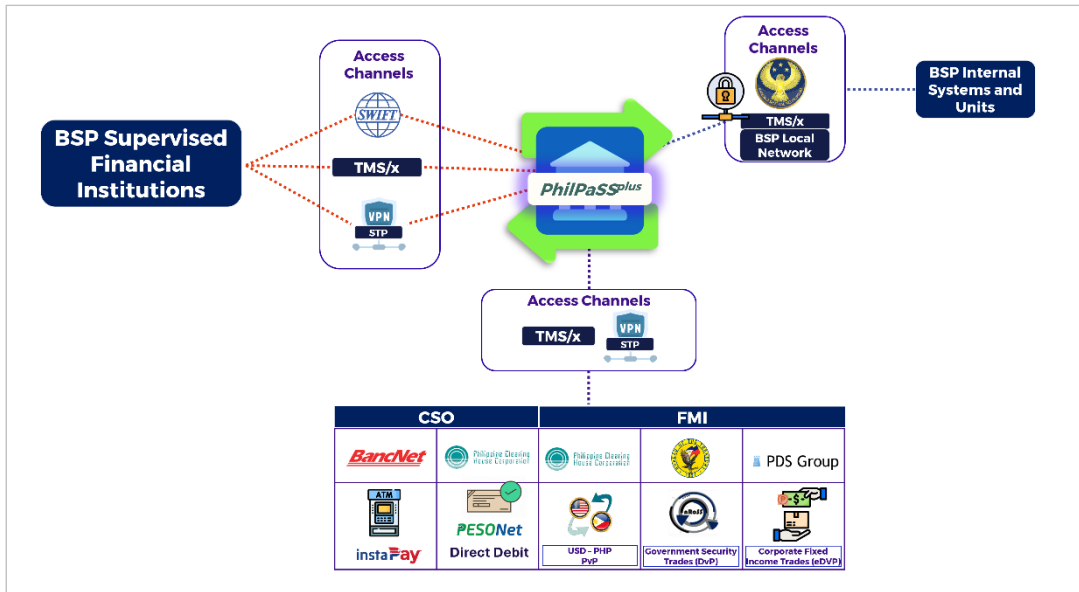 Access
Channels
SWIFT
TMS/x
VPN
STP
BSP Supervised
Financial
Institutions
PhilPaSSplus
Access
Channels
TMS/x
BSP Local
Network
BSP Internal
Systems and
Units
Access Channels
TMS/x
VPN
STP
CSO
FMI
BancNet
Philippine Clearing
House Corporation
Philippine Clearing
House Corporation
PDS Group
ATM
instaPay
PESONet
Direct Debit
USD - PHP
PvP
eRoSS
Government Security
Trades (DvP)
$
Corporate Fixed
Income Trades (eDVP)